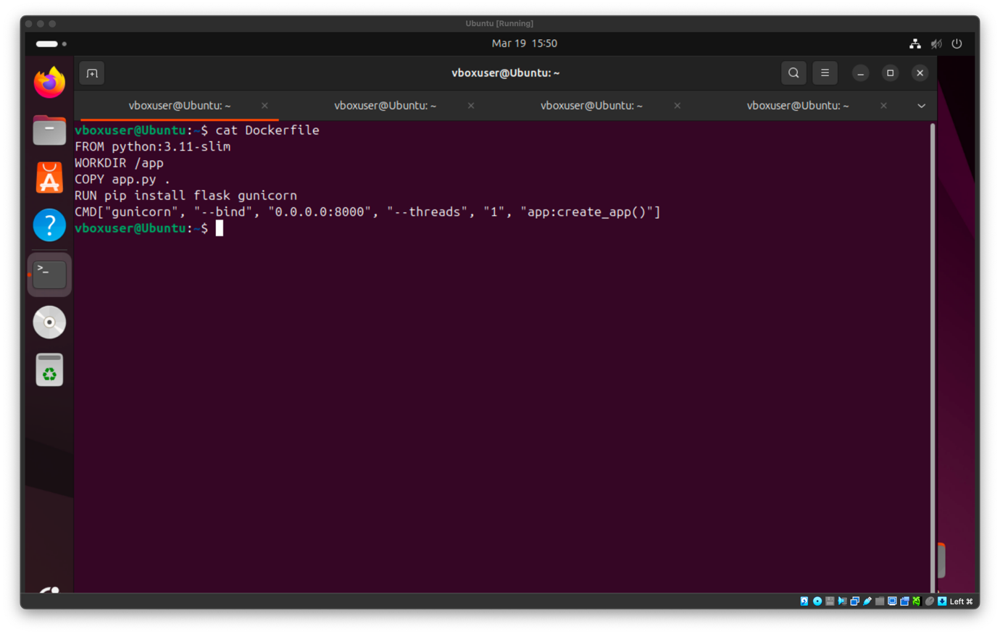 Ubuntu [Running]
Mar 19 15:50
vboxuser@Ubuntu: ~
vboxuser@Ubuntu: ~ vboxuser@Ubuntu: ~ vboxuser@Ubuntu: ~ vboxuser@Ubuntu: ~
vboxuser@Ubuntu:~$ cat Dockerfile
FROM python:3.11-slim
WORKDIR /app
COPY app.py .
RUN pip install flask gunicorn
CMD["gunicorn", "--bind", "0.0.0.0:8000", "--threads", "1", "app:create_app()"]
vboxuser@Ubuntu:~$
Left ⌘